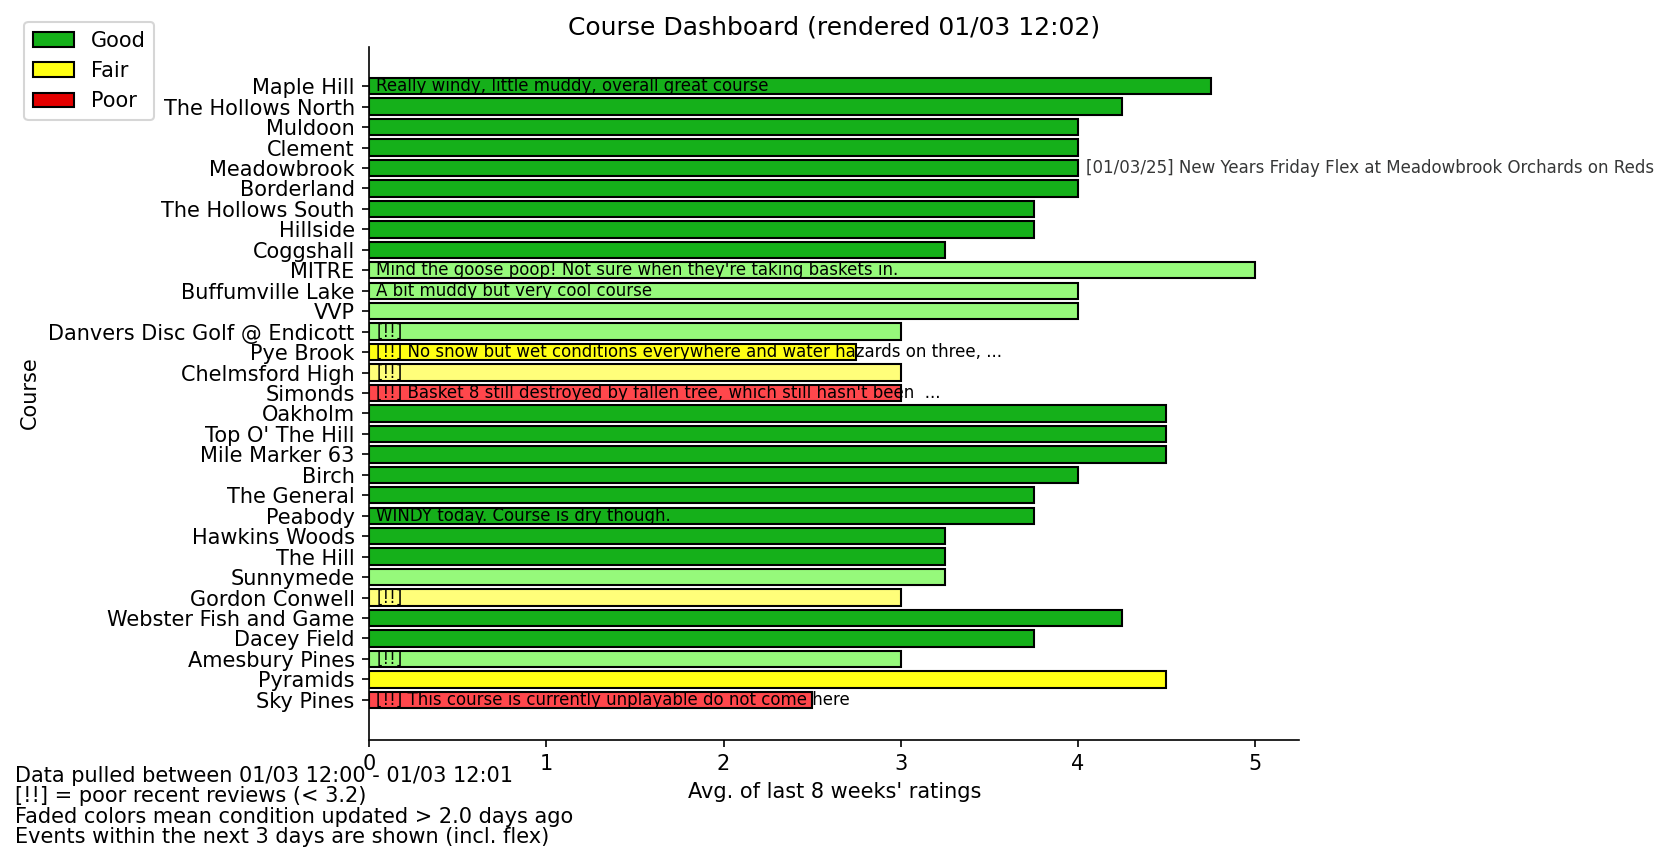 Course Dashboard (rendered 01/03 12:02)
Good
Fair
Poor
Course
Maple Hill Really windy, little muddy, overall great course
The Hollows North
Muldoon
Clement
Meadowbrook [01/03/25] New Years Friday Flex at Meadowbrook Orchards on Reds
Borderland
The Hollows South
Hillside
Coggshall
MITRE Mind the goose poop! Not sure when they're taking baskets in.
Buffumville Lake A bit muddy but very cool course
VVP
Danvers Disc Golf @ Endicott [!!]
Pye Brook [!!] No snow but wet conditions everywhere and water hazards on three, ...
Chelmsford High [!!]
Simonds [!!] Basket 8 still destroyed by fallen tree, which still hasn't been ...
Oakholm
Top O' The Hill
Mile Marker 63
Birch
The General
Peabody WINDY today. Course is dry though.
Hawkins Woods
The Hill
Sunnymede
Gordon Conwell [!!]
Webster Fish and Game
Dacey Field
Amesbury Pines [!!]
Pyramids
Sky Pines [!!] This course is currently unplayable do not come here
0 1 2 3 4 5
Avg. of last 8 weeks' ratings
Data pulled between 01/03 12:00 - 01/03 12:01
[!!] = poor recent reviews (< 3.2)
Faded colors mean condition updated > 2.0 days ago
Events within the next 3 days are shown (incl. flex)